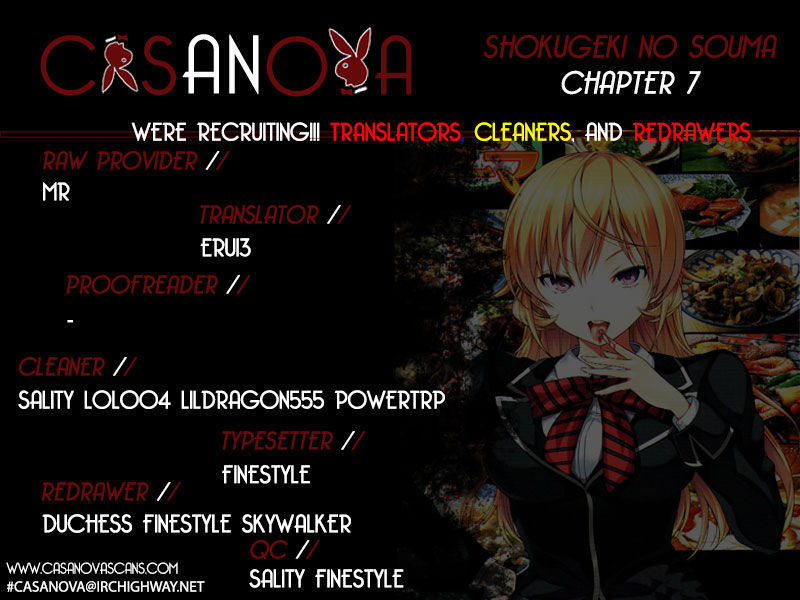 CASANOVA
SHOKUGEKI NO SOUMA
CHAPTER 7
WERE RECRUITING!!! TRANSLATORS, CLEANERS, AND REDRAWERS
RAW PROVIDER //
MR
TRANSLATOR //
ERUI3
PROOFREADER //
-
CLEANER //
SALITY LOLO04 LILDRAGON555 POWERTRP
TYPESETTER //
FINESTYLE
REDRAWER //
DUCHESS FINESTYLE SKYWALKER
QC //
SALITY FINESTYLE
WWW.CASANOVASCANS.COM
#CASANOVA@IRCHIGHWAY.NET